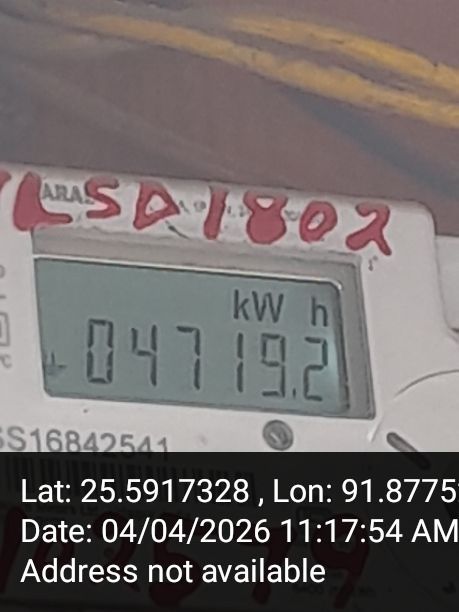 LSD1802
kW h
04719.2
SS16842541
Lat: 25.5917328 , Lon: 91.8775
Date: 04/04/2026 11:17:54 AM
Address not available